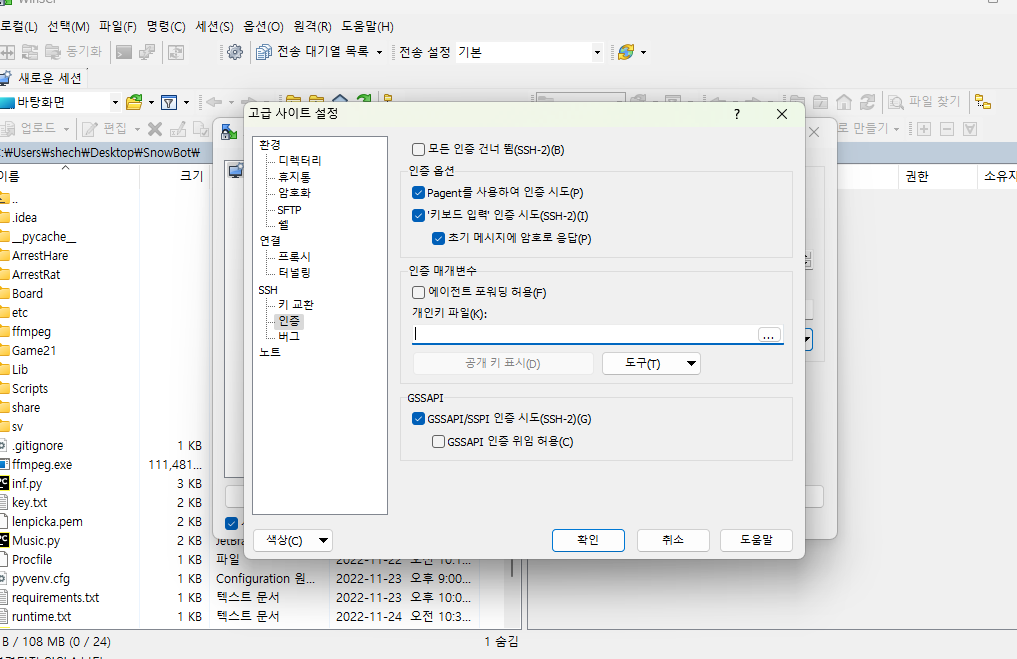 로컬(L) 선택(M) 파일(F) 명령(C) 세션(S) 옵션(O) 원격(R) 도움말(H)
동기화 전송 대기열 목록 전송 설정 기본
새로운 세션
바탕화면 파일 찾기
업로드 편집 로 만들기
C:₩Users₩shech₩Desktop₩SnowBot₩
이름 크기 권한 소유자
..
.idea
__pycache__
ArrestHare
ArrestRat
Board
etc
ffmpeg
Game21
Lib
Scripts
share
sv
.gitignore 1 KB
ffmpeg.exe 111,481...
inf.py 3 KB
key.txt 2 KB
lenpicka.pem 2 KB
Music.py 2 KB JetBra
Procfile 1 KB 파일 2022-11-22 오전 10:1...
pyvenv.cfg 1 KB Configuration 원... 2022-11-23 오후 9:00...
requirements.txt 1 KB 텍스트 문서 2022-11-23 오후 10:0...
runtime.txt 1 KB 텍스트 문서 2022-11-24 오전 10:3...
B / 108 MB (0 / 24) 1 숨김
고급 사이트 설정 ?
환경
디렉터리
휴지통
암호화
SFTP
쉘
연결
프록시
터널링
SSH
키 교환
인증
버그
노트
모든 인증 건너 뜀(SSH-2)(B)
인증 옵션
Pagent를 사용하여 인증 시도(P)
'키보드 입력' 인증 시도(SSH-2)(I)
초기 메시지에 암호로 응답(P)
인증 매개변수
에이전트 포워딩 허용(F)
개인키 파일(K):
...
공개 키 표시(D) 도구(T)
GSSAPI
GSSAPI/SSPI 인증 시도(SSH-2)(G)
GSSAPI 인증 위임 허용(C)
색상(C) 확인 취소 도움말